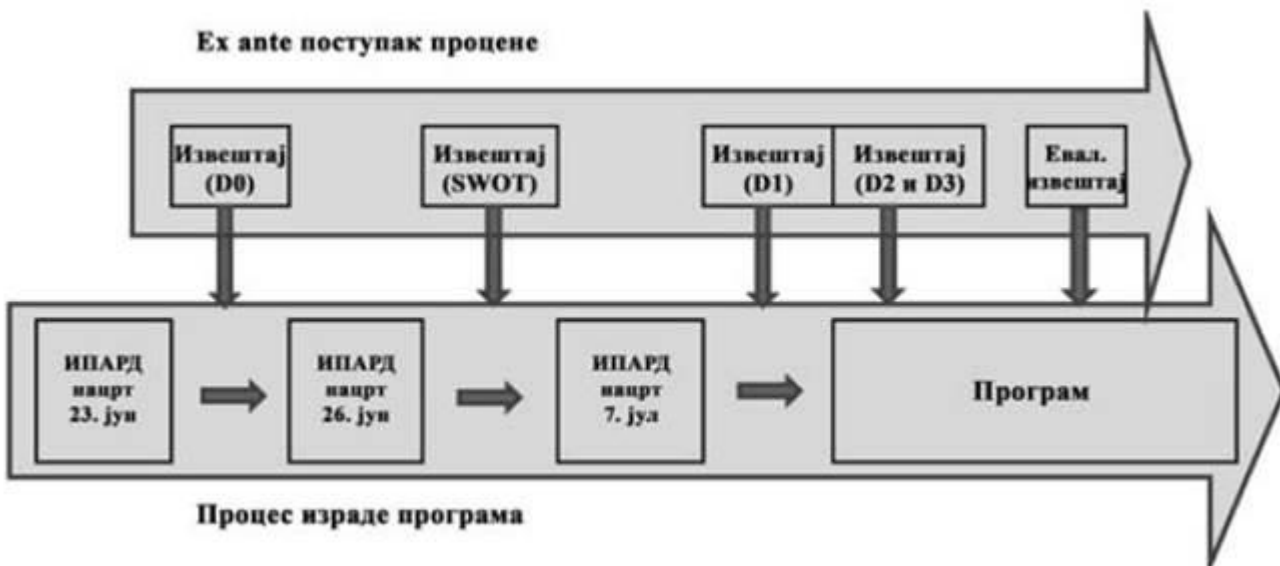 Ex ante поступак процене
Извештај
(D0)
Извештај
(SWOT)
Извештај
(D1)
Извештај
(D2 и D3)
Евал.
извештај
ИПАРД
нацрт
23. јун
ИПАРД
нацрт
26. јун
ИПАРД
нацрт
7. јул
Програм
Процес израде програма